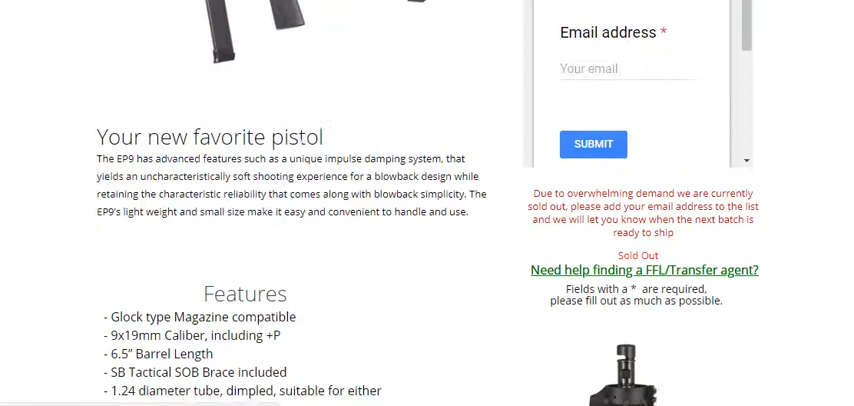 Email address *
Your email
SUBMIT
Your new favorite pistol
The EP9 has advanced features such as a unique impulse damping system, that
yields an uncharacteristically soft shooting experience for a blowback design while
retaining the characteristic reliability that comes along with blowback simplicity. The
EP9's light weight and small size make it easy and convenient to handle and use.
Due to overwhelming demand we are currently
sold out, please add your email address to the list
and we will let you know when the next batch is
ready to ship
Sold Out
Need help finding a FFL/Transfer agent?
Fields with a * are required,
please fill out as much as possible.
Features
- Glock type Magazine compatible
- 9x19mm Caliber, including +P
- 6.5" Barrel Length
- SB Tactical SOB Brace included
- 1.24 diameter tube, dimpled, suitable for either